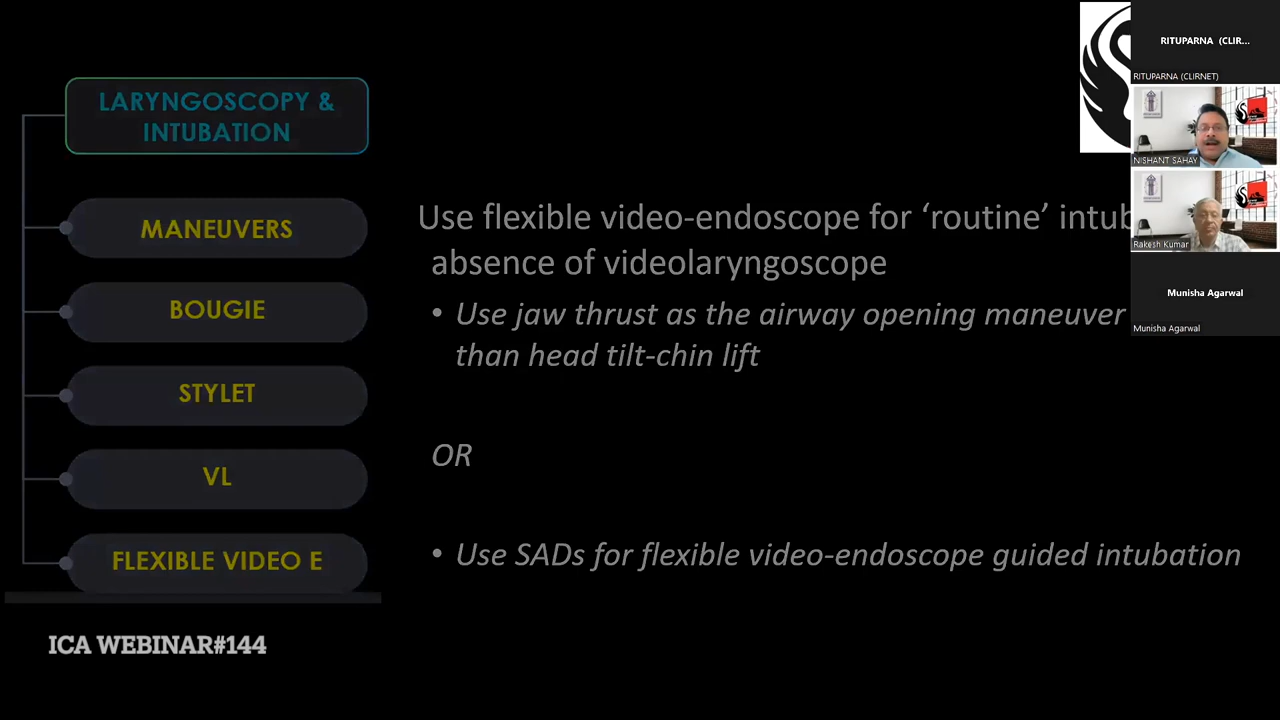 LARYNGOSCOPY &
INTUBATION
MANEUVERS
BOUGIE
STYLET
VL
FLEXIBLE VIDEO E
Use flexible video-endoscope for ‘routine’ intub
absence of videolaryngoscope
• Use jaw thrust as the airway opening maneuver
than head tilt-chin lift
OR
• Use SADs for flexible video-endoscope guided intubation
ICA WEBINAR#144
RITUPARNA (CLIR...
RITUPARNA (CLIRNET)
NISHANT SAHAY
Rakesh Kumar
Munisha Agarwal
Munisha Agarwal